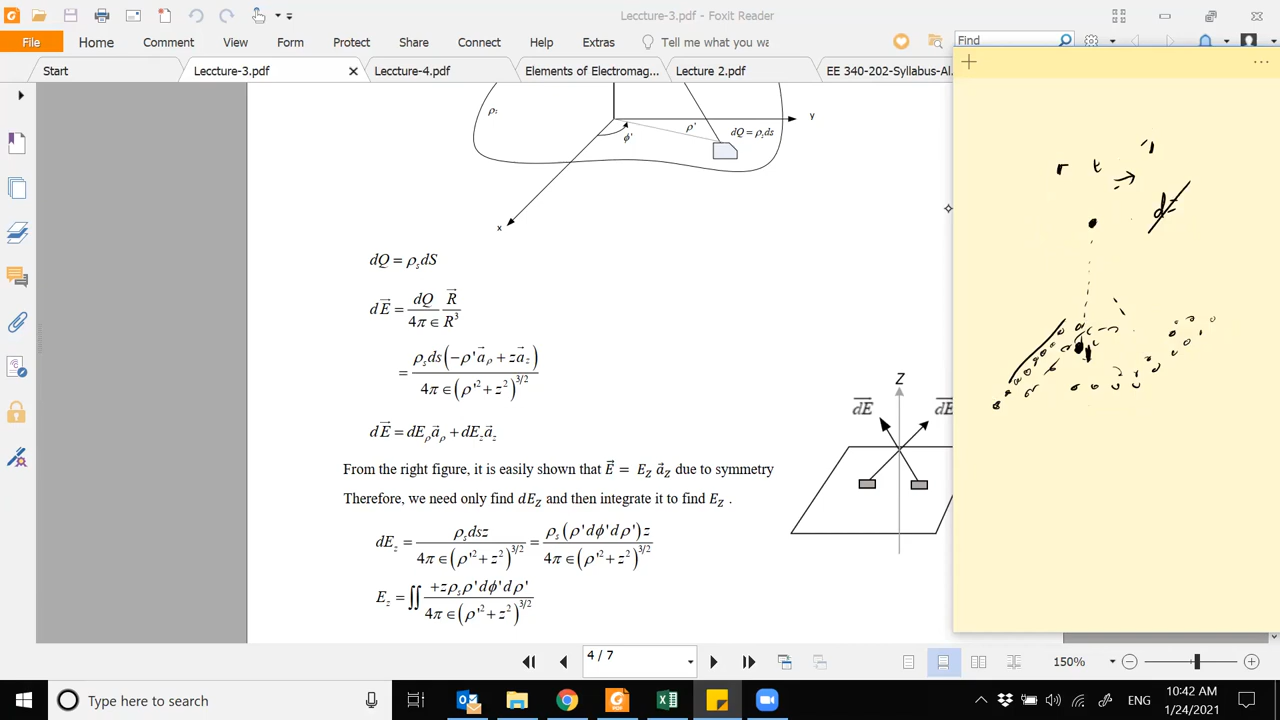 Leccture-3.pdf - Foxit Reader
File Home Comment View Form Protect Share Connect Help Extras Tell me what you wa Find
Start Leccture-3.pdf Leccture-4.pdf Elements of Electromag... Lecture 2.pdf EE 340-202-Syllabus-Al
y
ρ'
dQ = ρ_s ds
φ'
x
r t
dQ = ρ_s dS
dE⃗ = dQ / 4π∈ R⃗ / R³
= ρ_s ds(−ρ' a⃗_ρ + z a⃗_z) / 4π∈(ρ'² + z²)^{3/2}
Z
dE⃗ dE
dE⃗ = dE_ρ a⃗_ρ + dE_z a⃗_z
From the right figure, it is easily shown that E⃗ = E_Z a⃗_Z due to symmetry
Therefore, we need only find dE_Z and then integrate it to find E_Z .
dE_z = ρ_s dsz / 4π∈(ρ'² + z²)^{3/2} = ρ_s(ρ'dφ'dρ')z / 4π∈(ρ'² + z²)^{3/2}
E_z = ∬ +zρ_s ρ'dφ'dρ' / 4π∈(ρ'² + z²)^{3/2}
4 / 7 150%
Type here to search ENG 10:42 AM
1/24/2021